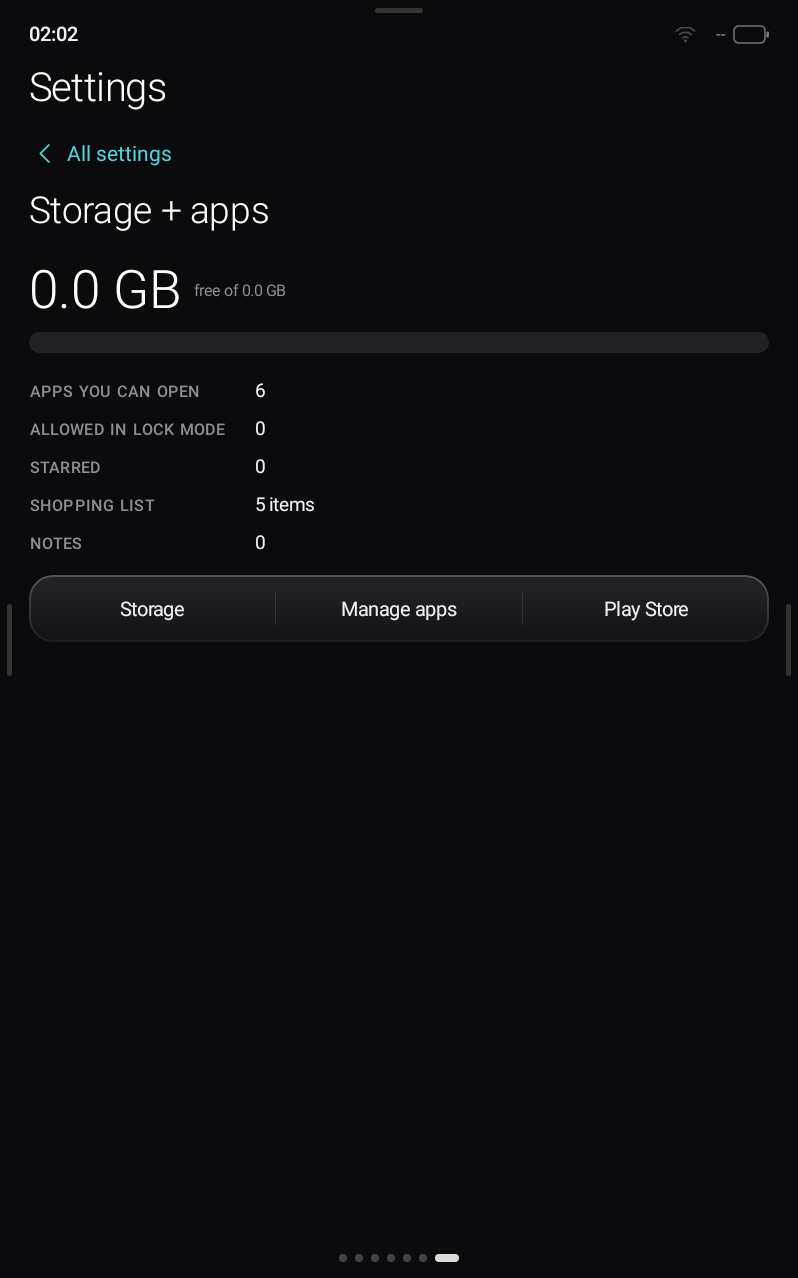 02:02
--
Settings
All settings
Storage + apps
0.0 GB free of 0.0 GB
APPS YOU CAN OPEN 6
ALLOWED IN LOCK MODE 0
STARRED 0
SHOPPING LIST 5 items
NOTES 0
Storage Manage apps Play Store